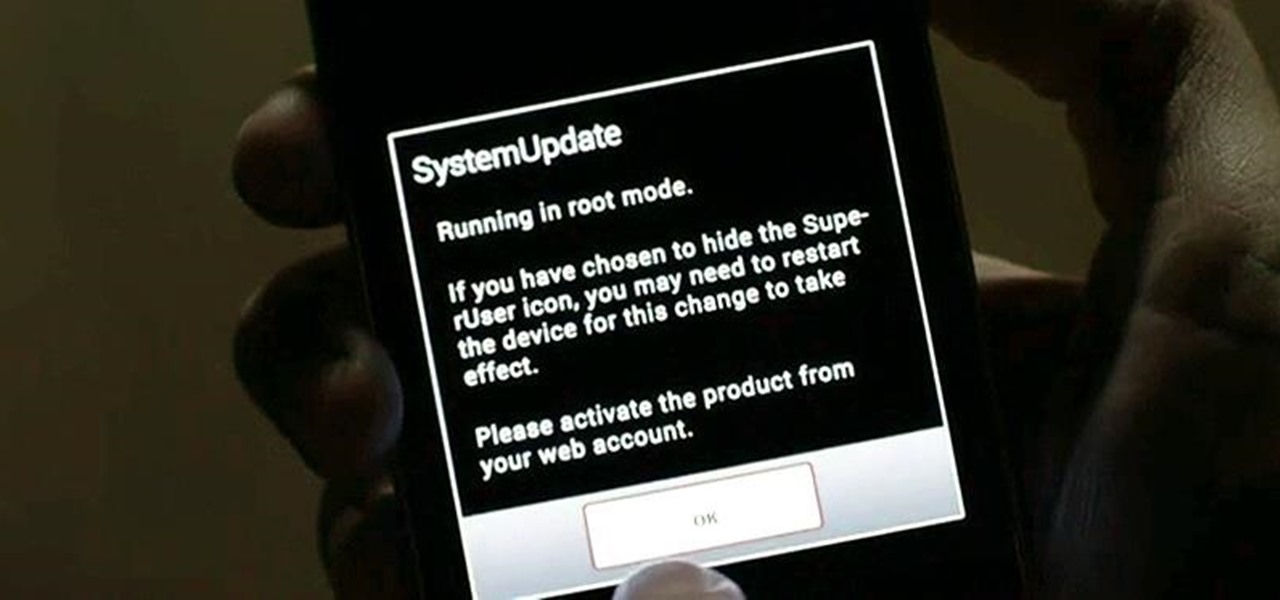 SystemUpdate
Running in root mode.
If you have chosen to hide the Supe-
rUser icon, you may need to restart
the device for this change to take
effect.
Please activate the product from
your web account.
OK